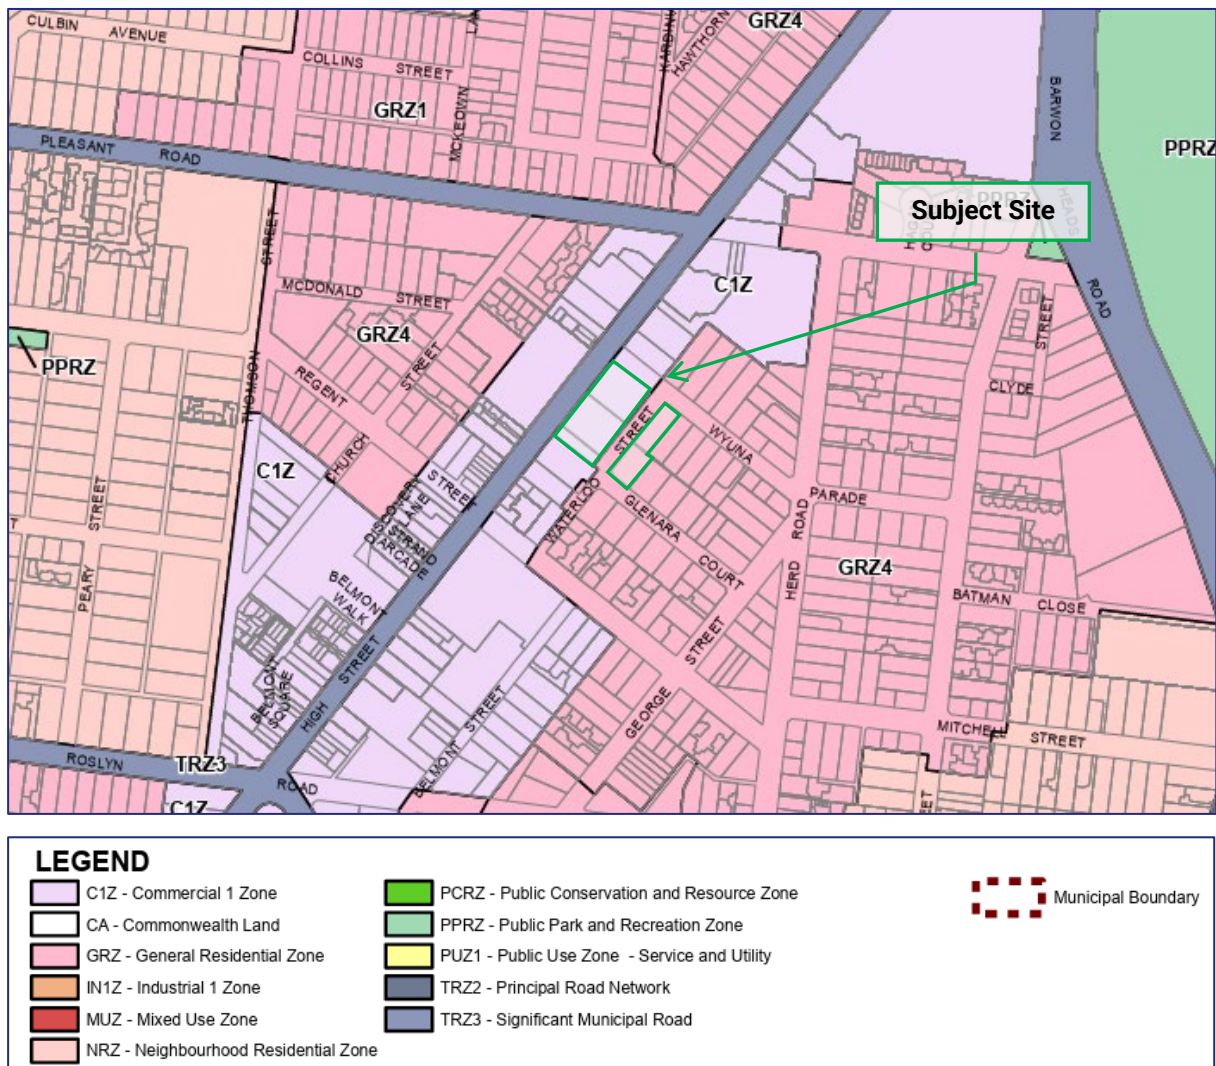 CULBIN AVENUE
COLLINS STREET
GRZ1
MCKEOWN
LAN
KARDINI
HAWTHORN
GRZ4
BARWON
HEADS
ROAD
PPRZ
PLEASANT ROAD
PPRZ
Subject Site
STREET
MCDONALD STREET
GRZ4
C1Z
PPRZ
THOMSON
REGENT
STREET
CHURCH
STREET
CLYDE
STREET
WYUNA
PARADE
C1Z
STREET
DISCOVERY
LANE
STRAND
ARCADE
WATERLOO
GLENARA
COURT
ROAD
HERD
GRZ4
STREET
PEARY
BELMONT
WALK
BATMAN CLOSE
STREET
GEORGE
BELMONT
SQUARE
HIGH
STREET
STREET
BELMONT
MITCHELL STREET
ROSLYN
TRZ3
ROAD
C1Z
EET
LEGEND
C1Z - Commercial 1 Zone
CA - Commonwealth Land
GRZ - General Residential Zone
IN1Z - Industrial 1 Zone
MUZ - Mixed Use Zone
NRZ - Neighbourhood Residential Zone
PCRZ - Public Conservation and Resource Zone
PPRZ - Public Park and Recreation Zone
PUZ1 - Public Use Zone - Service and Utility
TRZ2 - Principal Road Network
TRZ3 - Significant Municipal Road
Municipal Boundary